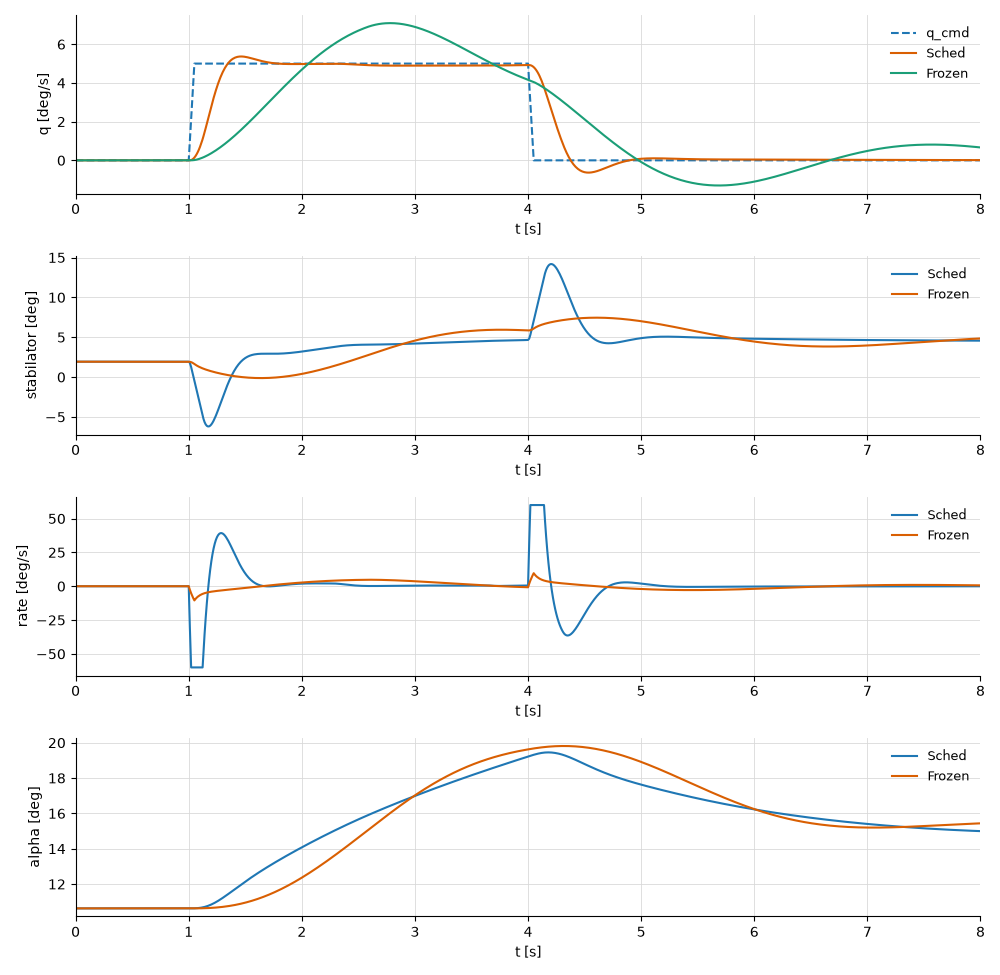 q [deg/s]
6
4
2
0
q_cmd
Sched
Frozen
0 1 2 3 4 5 6 7 8
t [s]
stabilator [deg]
15
10
5
0
−5
Sched
Frozen
0 1 2 3 4 5 6 7 8
t [s]
rate [deg/s]
50
25
0
−25
−50
Sched
Frozen
0 1 2 3 4 5 6 7 8
t [s]
alpha [deg]
20
18
16
14
12
Sched
Frozen
0 1 2 3 4 5 6 7 8
t [s]